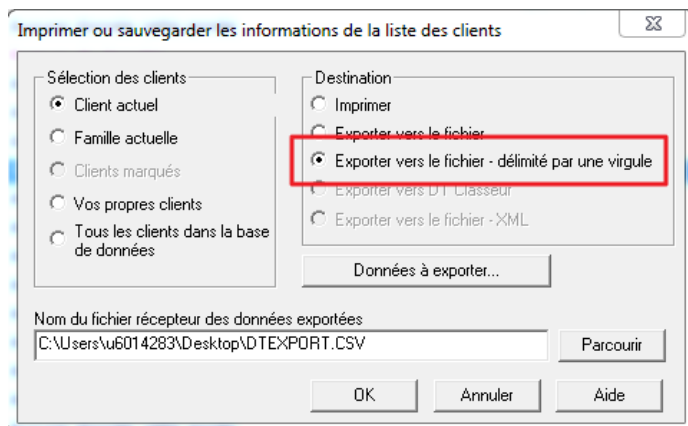 Imprimer ou sauvegarder les informations de la liste des clients
Sélection des clients
Client actuel
Famille actuelle
Clients marqués
Vos propres clients
Tous les clients dans la base
de données
Destination
Imprimer
Exporter vers le fichier
Exporter vers le fichier - délimité par une virgule
Exporter vers DT Classeur
Exporter vers le fichier - XML
Données à exporter...
Nom du fichier récepteur des données exportées
C:\Users\u6014283\Desktop\DTEXPORT.CSV
Parcourir
OK
Annuler
Aide